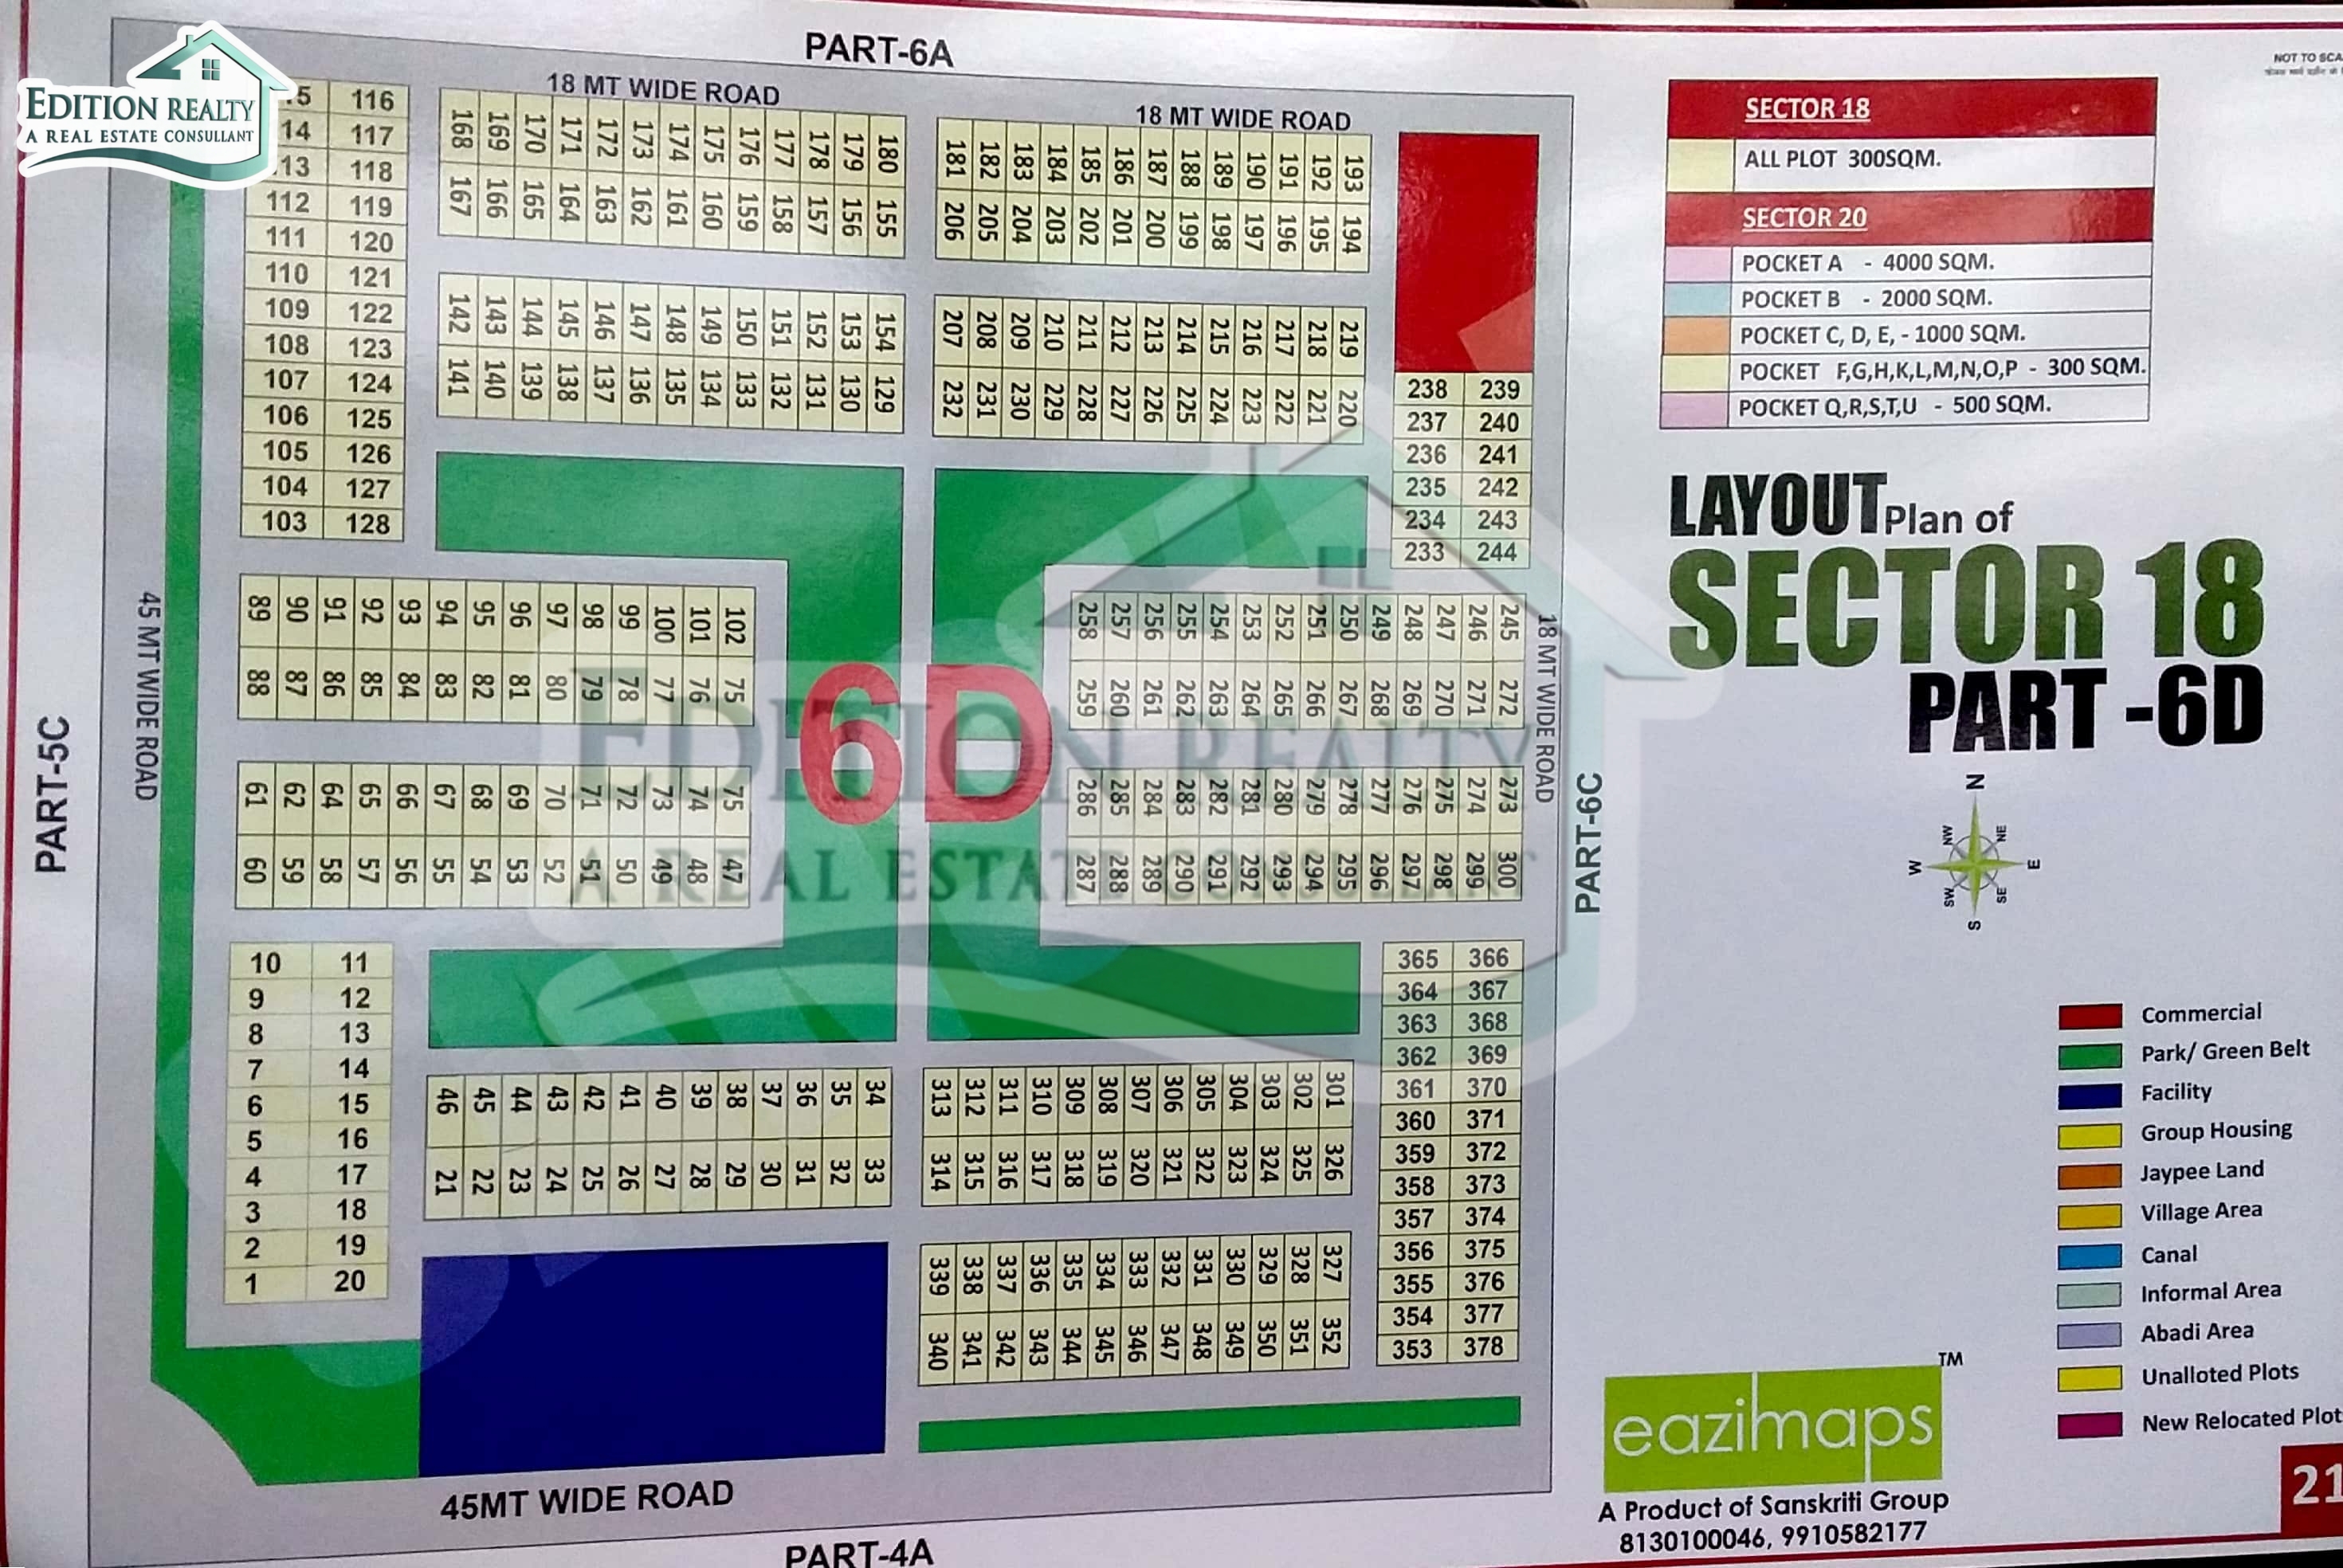 EDITION REALTY
A REAL ESTATE CONSULLANT
PART-6A
NOT TO SCA
18 MT WIDE ROAD
18 MT WIDE ROAD
SECTOR 18
ALL PLOT 300SQM.
SECTOR 20
POCKET A - 4000 SQM.
POCKET B - 2000 SQM.
POCKET C, D, E, - 1000 SQM.
POCKET F,G,H,K,L,M,N,O,P - 300 SQM.
POCKET Q,R,S,T,U - 500 SQM.
LAYOUT Plan of
SECTOR 18
PART -6D
15 116
14 117
13 118
112 119
111 120
110 121
109 122
108 123
107 124
106 125
105 126
104 127
103 128
168 169 170 171 172 173 174 175 176 177 178 179 180
167 166 165 164 163 162 161 160 159 158 157 156 155
142 143 144 145 146 147 148 149 150 151 152 153 154
141 140 139 138 137 136 135 134 133 132 131 130 129
181 182 183 184 185 186 187 188 189 190 191 192 193
206 205 204 203 202 201 200 199 198 197 196 195 194
207 208 209 210 211 212 213 214 215 216 217 218 219
232 231 230 229 228 227 226 225 224 223 222 221 220
238 239
237 240
236 241
235 242
234 243
233 244
89 90 91 92 93 94 95 96 97 98 99 100 101 102
88 87 86 85 84 83 82 81 80 79 78 77 76 75
61 62 64 65 66 67 68 69 70 71 72 73 74 75
60 59 58 57 56 55 54 53 52 51 50 49 48 47
6D
EDITION REALTY
A REAL ESTATE CONSULLANT
258 257 256 255 254 253 252 251 250 249 248 247 246 245
259 260 261 262 263 264 265 266 267 268 269 270 271 272
286 285 284 283 282 281 280 279 278 277 276 275 274 273
287 288 289 290 291 292 293 294 295 296 297 298 299 300
45 MT WIDE ROAD
PART-5C
18 MT WIDE ROAD
PART-6C
10 11
9 12
8 13
7 14
6 15
5 16
4 17
3 18
2 19
1 20
46 45 44 43 42 41 40 39 38 37 36 35 34
21 22 23 24 25 26 27 28 29 30 31 32 33
313 312 311 310 309 308 307 306 305 304 303 302 301
314 315 316 317 318 319 320 321 322 323 324 325 326
339 338 337 336 335 334 333 332 331 330 329 328 327
340 341 342 343 344 345 346 347 348 349 350 351 352
365 366
364 367
363 368
362 369
361 370
360 371
359 372
358 373
357 374
356 375
355 376
354 377
353 378
45MT WIDE ROAD
PART-4A
N
NW NE
W E
SW SE
S
Commercial
Park/ Green Belt
Facility
Group Housing
Jaypee Land
Village Area
Canal
Informal Area
Abadi Area
Unalloted Plots
New Relocated Plot
eazimaps TM
A Product of Sanskriti Group
8130100046, 9910582177
21